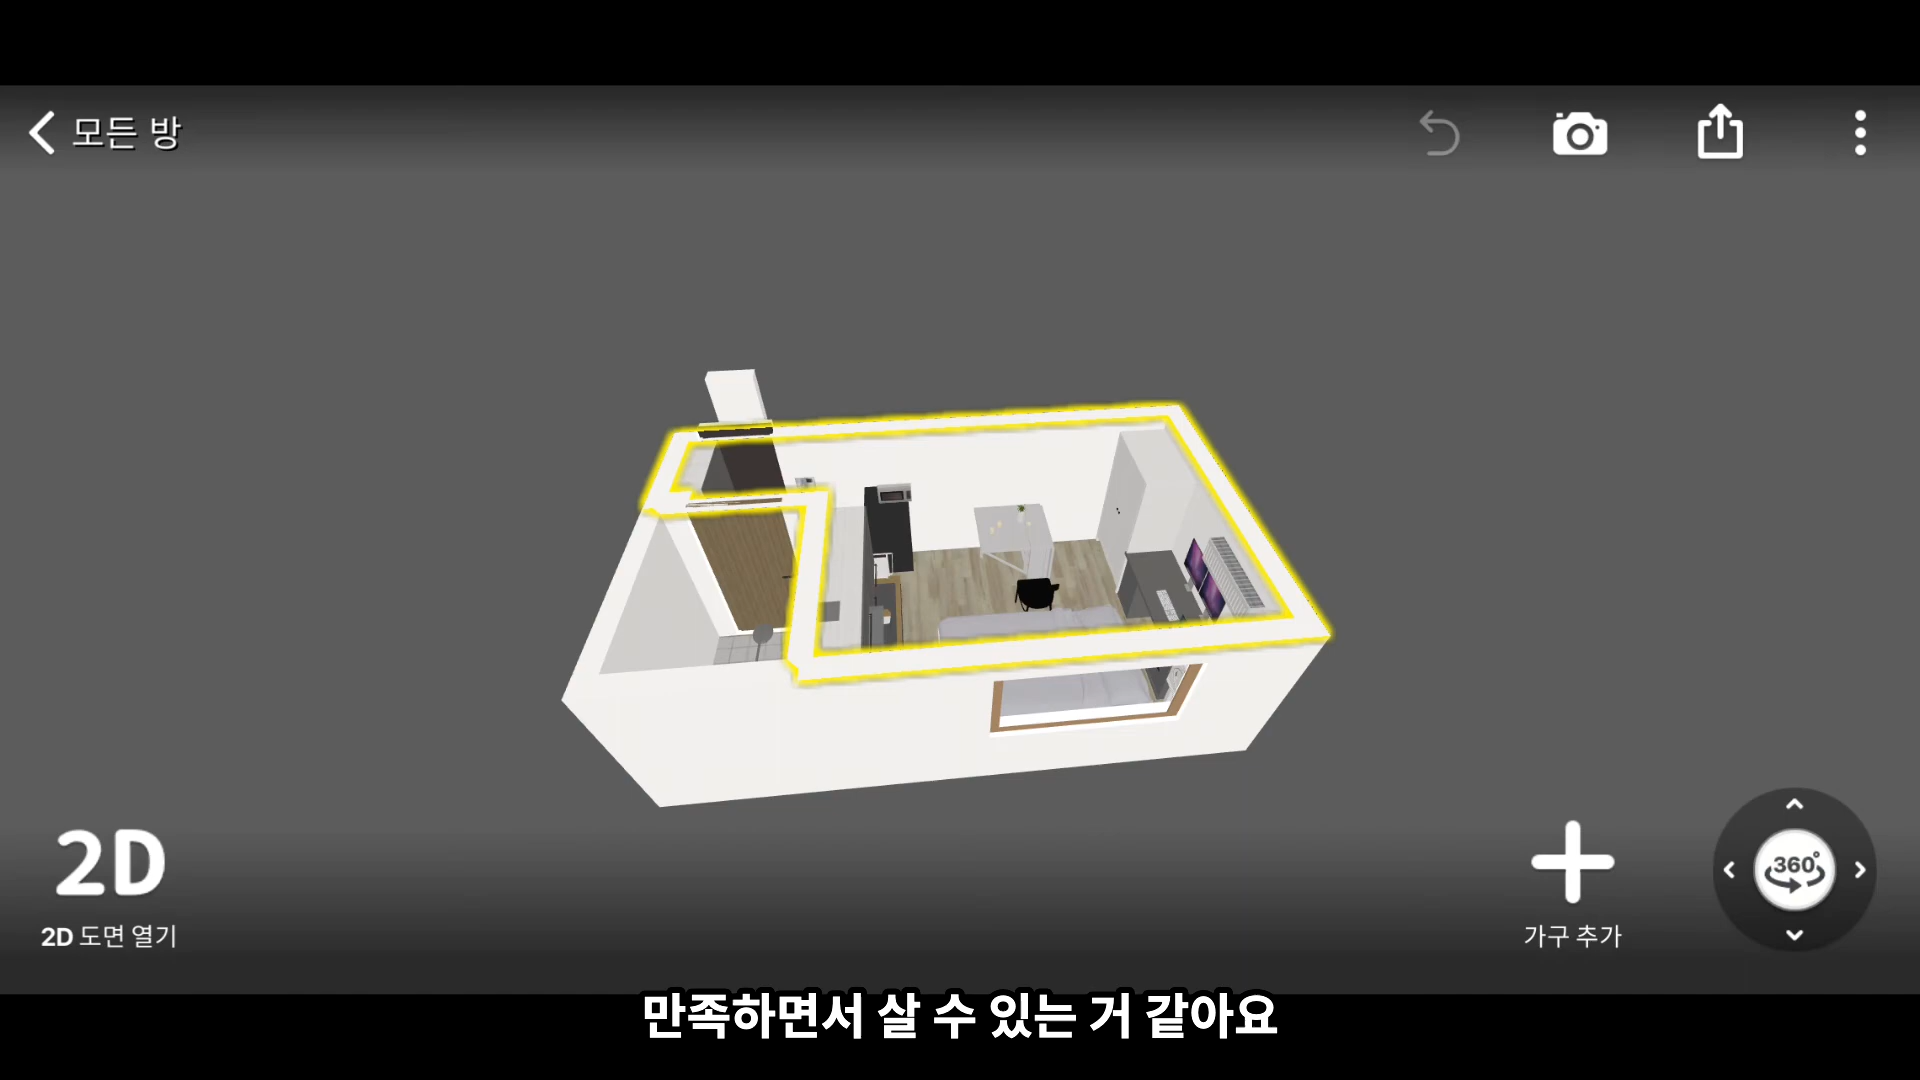 모든 방
2D
2D 도면 열기
가구 추가
360°
만족하면서 살 수 있는 거 같아요